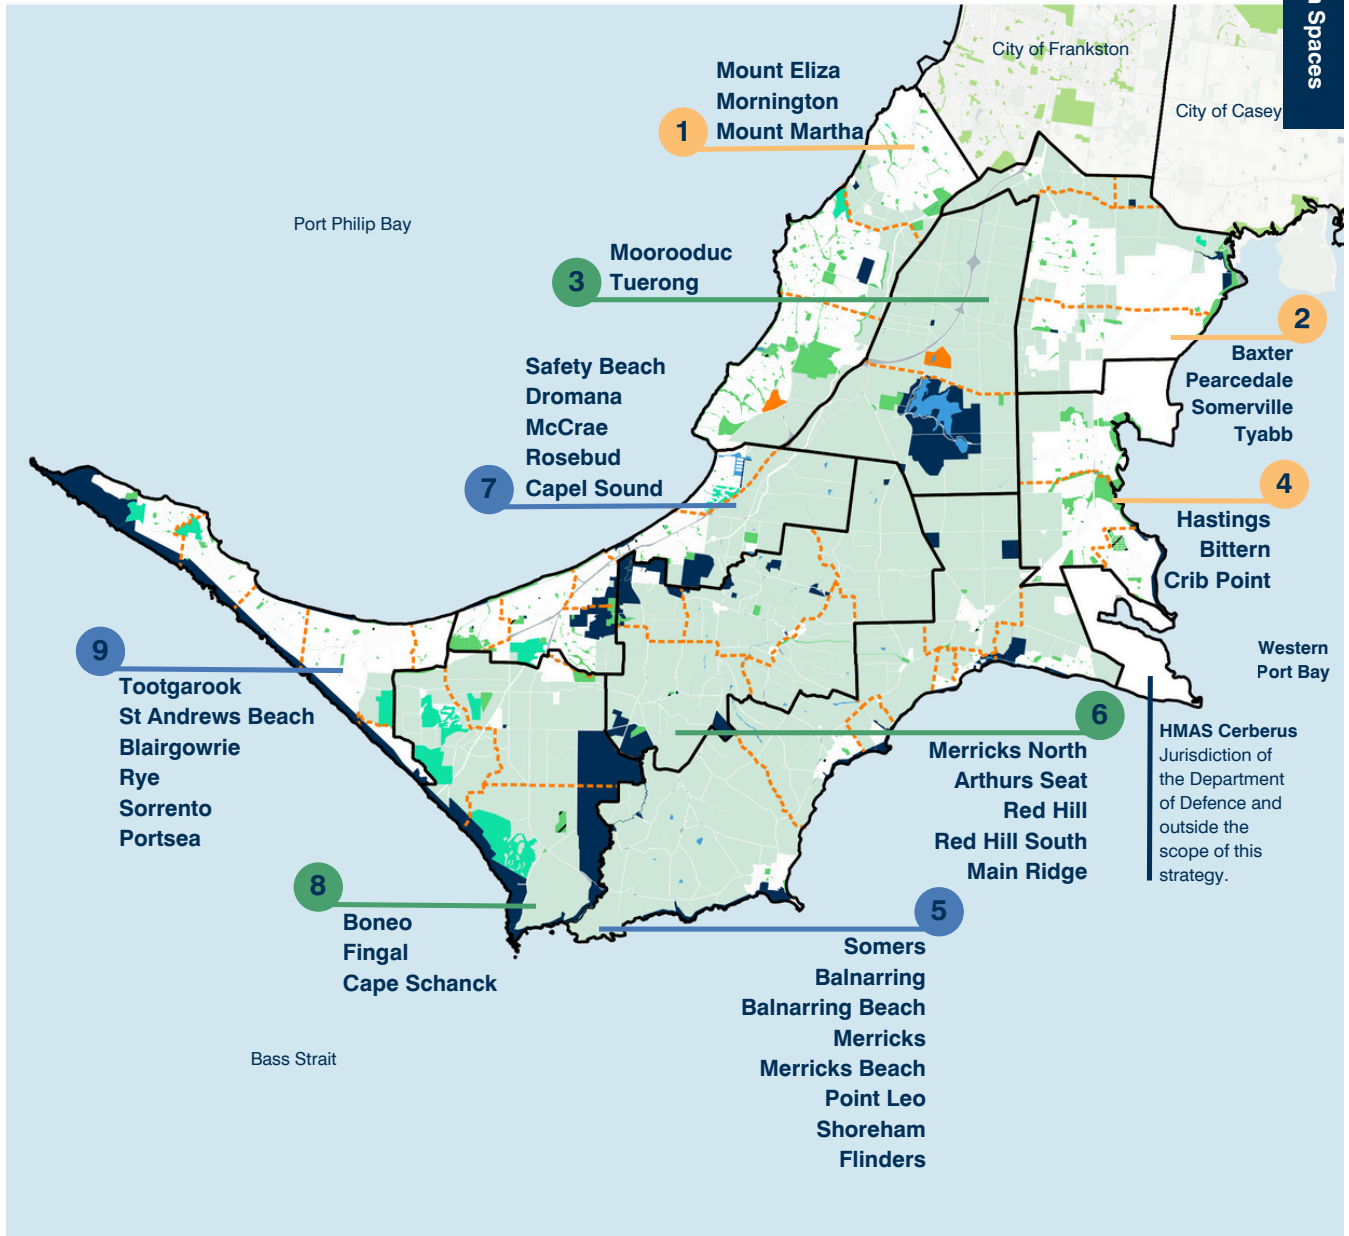 Spaces
City of Frankston
City of Casey
Mount Eliza
Mornington
1
Mount Martha
Port Philip Bay
3
Moorooduc
Tuerong
2
Baxter
Pearcedale
Somerville
Tyabb
Safety Beach
Dromana
McCrae
Rosebud
7
Capel Sound
4
Hastings
Bittern
Crib Point
Western
Port Bay
9
Tootgarook
St Andrews Beach
Blairgowrie
Rye
Sorrento
Portsea
6
Merricks North
Arthurs Seat
Red Hill
Red Hill South
Main Ridge
HMAS Cerberus
Jurisdiction of
the Department
of Defence and
outside the
scope of this
strategy.
8
Boneo
Fingal
Cape Schanck
5
Somers
Balnarring
Balnarring Beach
Merricks
Merricks Beach
Point Leo
Shoreham
Flinders
Bass Strait